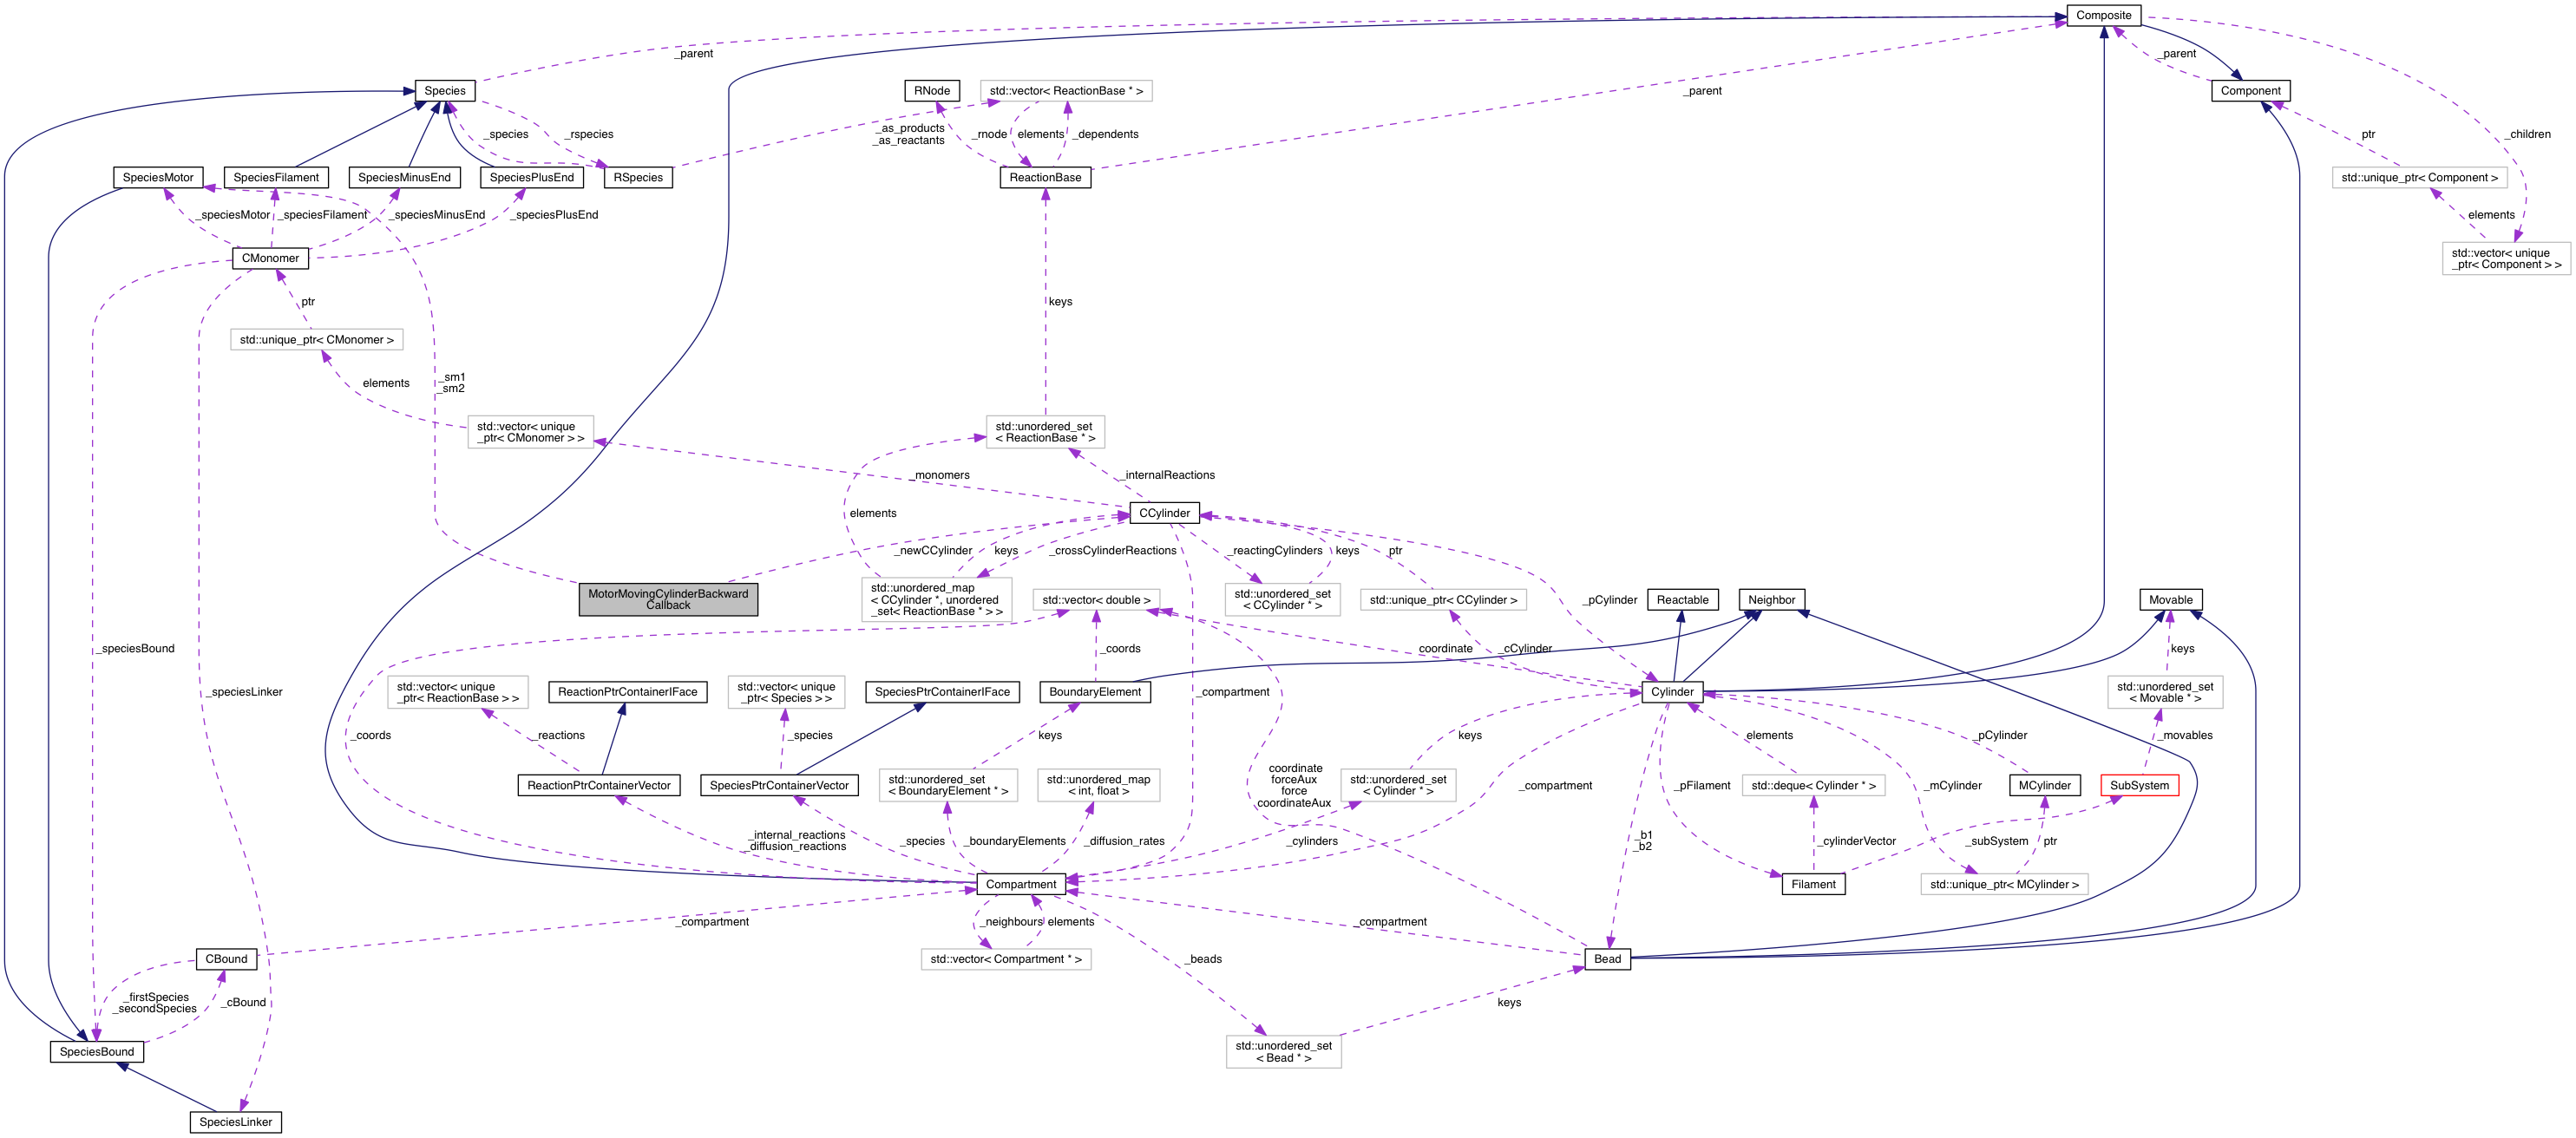 Composite
_parent
Species
RNode
std::vector< ReactionBase * >
_parent
_parent
Component
_species
_rspecies
_as_products
_as_reactants
_rnode
elements
_dependents
ptr
_children
SpeciesMotor
SpeciesFilament
SpeciesMinusEnd
SpeciesPlusEnd
RSpecies
ReactionBase
std::unique_ptr< Component >
_speciesMotor
_speciesFilament
_speciesMinusEnd
_speciesPlusEnd
elements
CMonomer
std::vector< unique
_ptr< Component > >
ptr
keys
std::unique_ptr< CMonomer >
elements
_sm1
_sm2
std::vector< unique
_ptr< CMonomer > >
std::unordered_set
< ReactionBase * >
_monomers
_internalReactions
elements
CCylinder
_newCCylinder
keys
_crossCylinderReactions
_reactingCylinders
keys
ptr
MotorMovingCylinderBackward
Callback
std::unordered_map
< CCylinder *, unordered
_set< ReactionBase * > >
std::vector< double >
std::unordered_set
< CCylinder * >
std::unique_ptr< CCylinder >
_pCylinder
Reactable
Neighbor
Movable
_speciesBound
_coords
coordinate
_cCylinder
keys
_speciesLinker
std::vector< unique
_ptr< ReactionBase > >
ReactionPtrContainerIFace
std::vector< unique
_ptr< Species > >
SpeciesPtrContainerIFace
BoundaryElement
_compartment
Cylinder
std::unordered_set
< Movable * >
_coords
_reactions
_species
keys
keys
elements
_pCylinder
_movables
coordinate
forceAux
force
coordinateAux
ReactionPtrContainerVector
SpeciesPtrContainerVector
std::unordered_set
< BoundaryElement * >
std::unordered_map
< int, float >
std::unordered_set
< Cylinder * >
_compartment
_pFilament
std::deque< Cylinder * >
_mCylinder
MCylinder
SubSystem
_internal_reactions
_diffusion_reactions
_species
_boundaryElements
_diffusion_rates
_cylinders
_b1
_b2
_cylinderVector
_subSystem
ptr
Compartment
Filament
std::unique_ptr< MCylinder >
_compartment
_neighbours
elements
_compartment
CBound
std::vector< Compartment * >
_beads
Bead
_firstSpecies
_secondSpecies
_cBound
keys
SpeciesBound
std::unordered_set
< Bead * >
SpeciesLinker